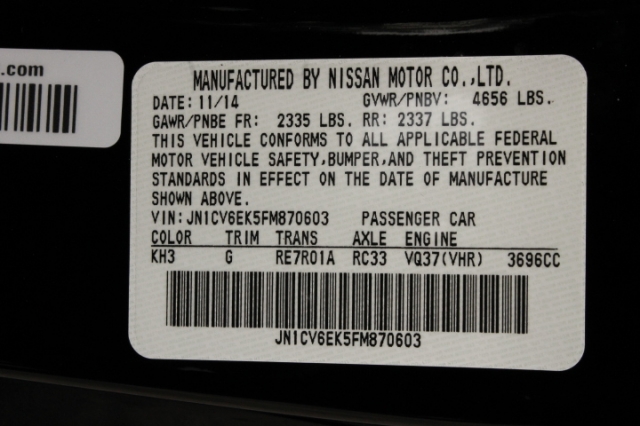 s.com
MANUFACTURED BY NISSAN MOTOR CO.,LTD.
DATE: 11/14 GVWR/PNBV: 4656 LBS.
GAWR/PNBE FR: 2335 LBS. RR: 2337 LBS.
THIS VEHICLE CONFORMS TO ALL APPLICABLE FEDERAL
MOTOR VEHICLE SAFETY,BUMPER,AND THEFT PREVENTION
STANDARDS IN EFFECT ON THE DATE OF MANUFACTURE
SHOWN ABOVE.
VIN:JN1CV6EK5FM870603 PASSENGER CAR
COLOR TRIM TRANS AXLE ENGINE
KH3 G RE7R01A RC33 VQ37(VHR) 3696CC
JN1CV6EK5FM870603